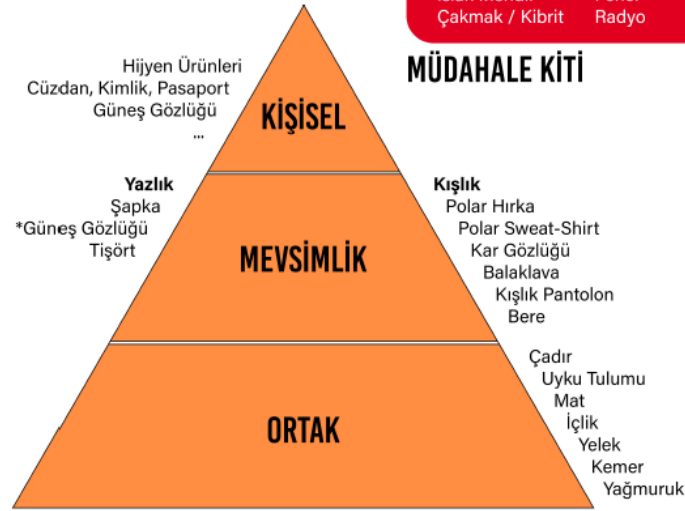 Çakmak / Kibrit Radyo
MÜDAHALE KİTİ
KİŞİSEL
Hijyen Ürünleri
Cüzdan, Kimlik, Pasaport
Güneş Gözlüğü
...
MEVSİMLİK
Yazlık
Şapka
*Güneş Gözlüğü
Tişört
Kışlık
Polar Hırka
Polar Sweat-Shirt
Kar Gözlüğü
Balaklava
Kışlık Pantolon
Bere
ORTAK
Çadır
Uyku Tulumu
Mat
İçlik
Yelek
Kemer
Yağmuruk